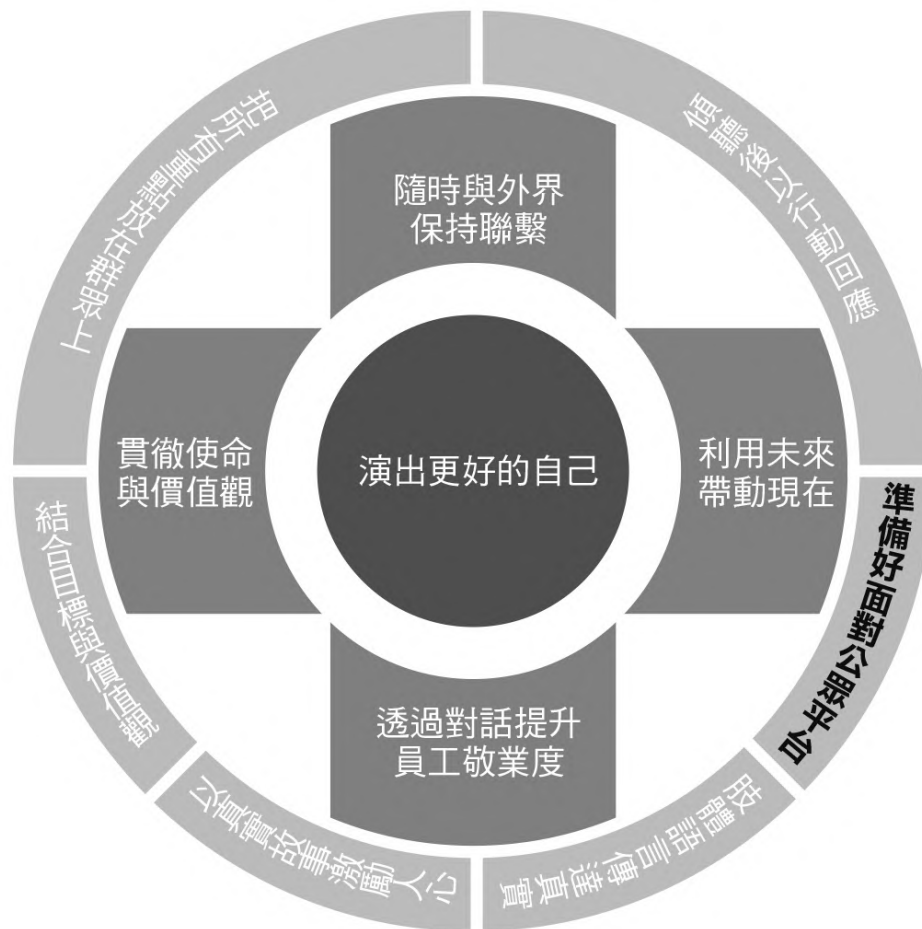 把所有重點放在群眾上
傾聽後以行動回應
隨時與外界
保持聯繫
貫徹使命
與價值觀
演出更好的自己
利用未來
帶動現在
結合目標與價值觀
準備好面對公眾平台
透過對話提升
員工敬業度
以真實故事激勵人心
肢體語言傳達真實